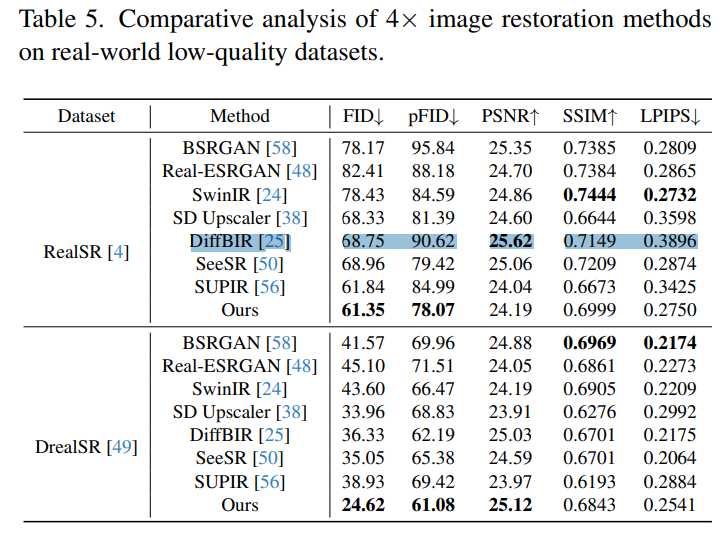 Table 5. Comparative analysis of 4× image restoration methods
on real-world low-quality datasets.
Dataset Method FID↓ pFID↓ PSNR↑ SSIM↑ LPIPS↓
RealSR [4]
BSRGAN [58] 78.17 95.84 25.35 0.7385 0.2809
Real-ESRGAN [48] 82.41 88.18 24.70 0.7384 0.2865
SwinIR [24] 78.43 84.59 24.86 0.7444 0.2732
SD Upscaler [38] 68.33 81.39 24.60 0.6644 0.3598
DiffBIR [25] 68.75 90.62 25.62 0.7149 0.3896
SeeSR [50] 68.96 79.42 25.06 0.7209 0.2874
SUPIR [56] 61.84 84.99 24.04 0.6673 0.3425
Ours 61.35 78.07 24.19 0.6999 0.2750
DrealSR [49]
BSRGAN [58] 41.57 69.96 24.88 0.6969 0.2174
Real-ESRGAN [48] 45.10 71.51 24.05 0.6861 0.2273
SwinIR [24] 43.60 66.47 24.19 0.6905 0.2209
SD Upscaler [38] 33.96 68.83 23.91 0.6276 0.2992
DiffBIR [25] 36.33 62.19 25.03 0.6701 0.2175
SeeSR [50] 35.05 65.38 24.59 0.6701 0.2064
SUPIR [56] 38.93 69.42 23.97 0.6193 0.2884
Ours 24.62 61.08 25.12 0.6843 0.2541